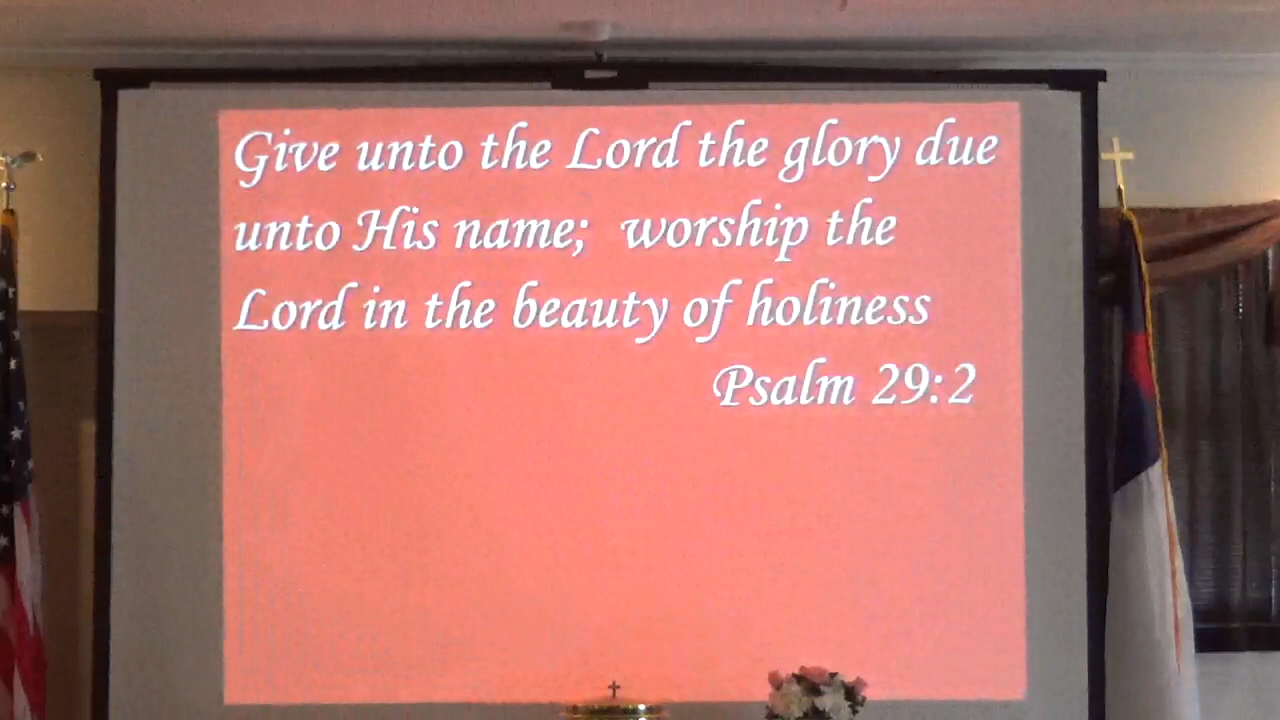 Give unto the Lord the glory due
unto His name;  worship the
Lord in the beauty of holiness
Psalm 29:2